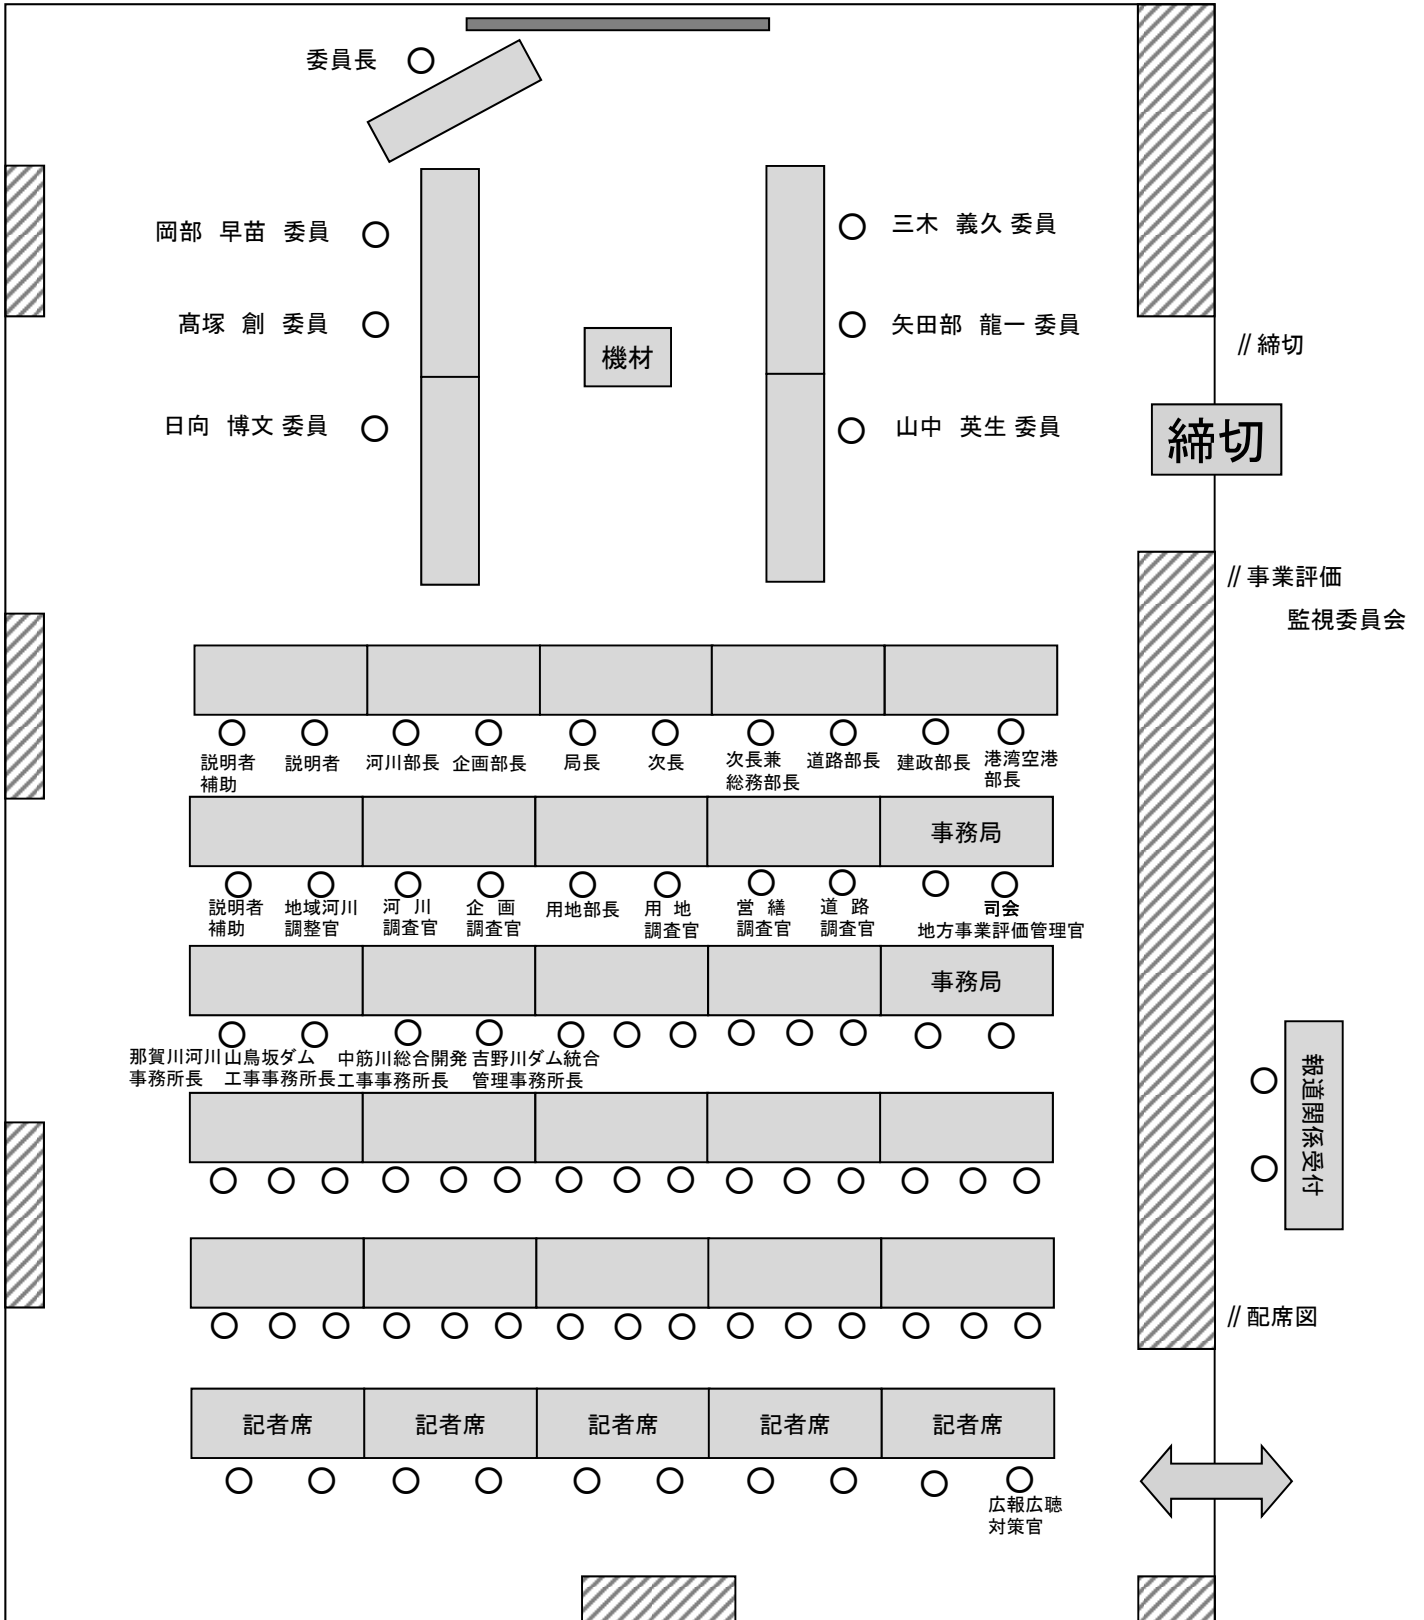 委員長
岡部 早苗 委員
三木 義久 委員
髙塚 創 委員
矢田部 龍一 委員
機材
// 締切
日向 博文 委員
山中 英生 委員
締切
// 事業評価
監視委員会
説明者
補助
説明者
河川部長
企画部長
局長
次長
次長兼
総務部長
道路部長
建政部長
港湾空港
部長
事務局
説明者
補助
地域河川
調整官
河 川
調査官
企 画
調査官
用地部長
用 地
調査官
営 繕
調査官
道 路
調査官
司会
地方事業評価管理官
事務局
那賀川河川
事務所長
山鳥坂ダム
工事事務所長
中筋川総合開発
工事事務所長
吉野川ダム統合
管理事務所長
報道関係受付
// 配席図
記者席
記者席
記者席
記者席
記者席
広報広聴
対策官